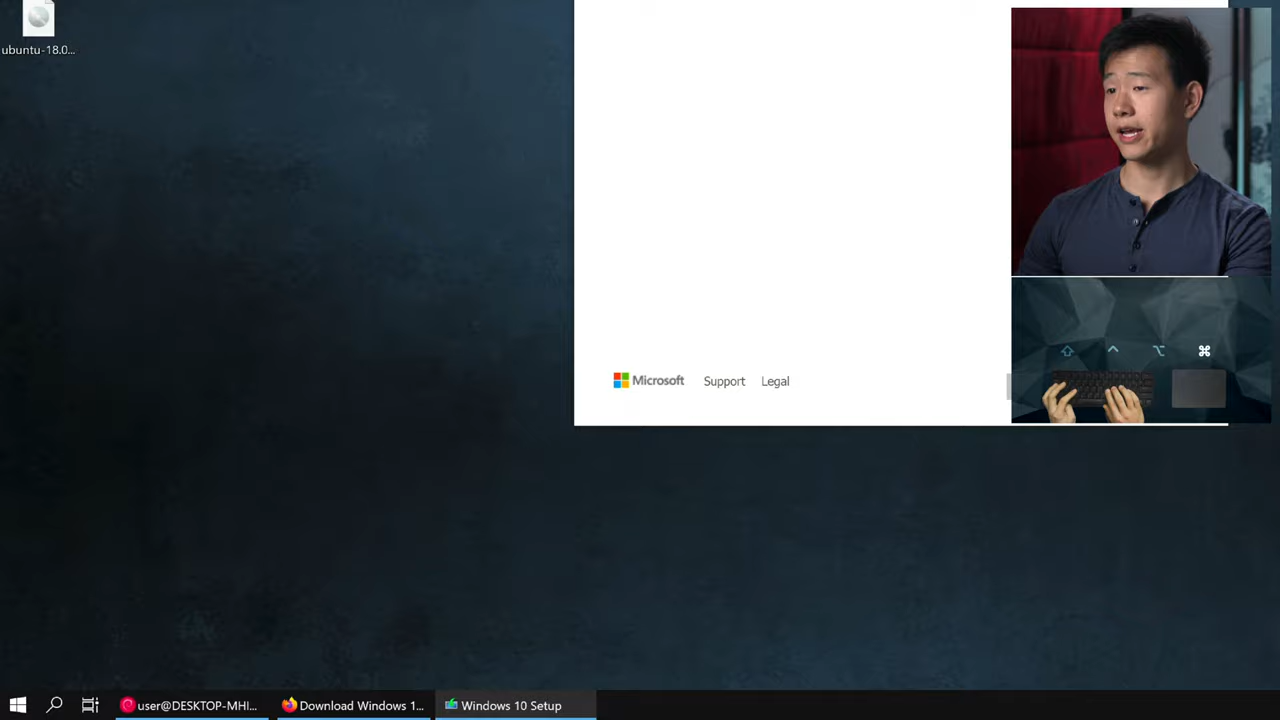 ubuntu-18.0...
Microsoft
Support
Legal
user@DESKTOP-MHI...
Download Windows 1...
Windows 10 Setup